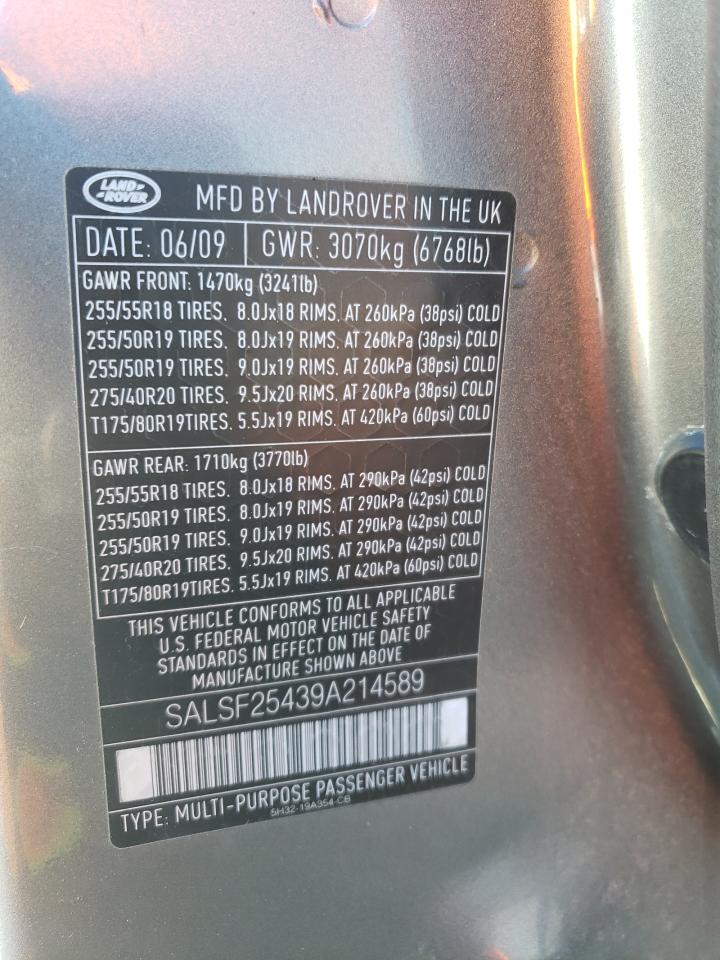 LAND-
-ROVER
MFD BY LANDROVER IN THE UK
DATE: 06/09 GWR: 3070kg (6768lb)
GAWR FRONT: 1470kg (3241lb)
255/55R18 TIRES. 8.0Jx18 RIMS. AT 260kPa (38psi) COLD
255/50R19 TIRES. 8.0Jx19 RIMS. AT 260kPa (38psi) COLD
255/50R19 TIRES. 9.0Jx19 RIMS. AT 260kPa (38psi) COLD
275/40R20 TIRES. 9.5Jx20 RIMS. AT 260kPa (38psi) COLD
T175/80R19TIRES. 5.5Jx19 RIMS. AT 420kPa (60psi) COLD
GAWR REAR: 1710kg (3770lb)
255/55R18 TIRES. 8.0Jx18 RIMS. AT 290kPa (42psi) COLD
255/50R19 TIRES. 8.0Jx19 RIMS. AT 290kPa (42psi) COLD
255/50R19 TIRES. 9.0Jx19 RIMS. AT 290kPa (42psi) COLD
275/40R20 TIRES. 9.5Jx20 RIMS. AT 290kPa (42psi) COLD
T175/80R19TIRES. 5.5Jx19 RIMS. AT 420kPa (60psi) COLD
THIS VEHICLE CONFORMS TO ALL APPLICABLE
U.S. FEDERAL MOTOR VEHICLE SAFETY
STANDARDS IN EFFECT ON THE DATE OF
MANUFACTURE SHOWN ABOVE
SALSF25439A214589
TYPE: MULTI-PURPOSE PASSENGER VEHICLE
5H32-19A354-CB